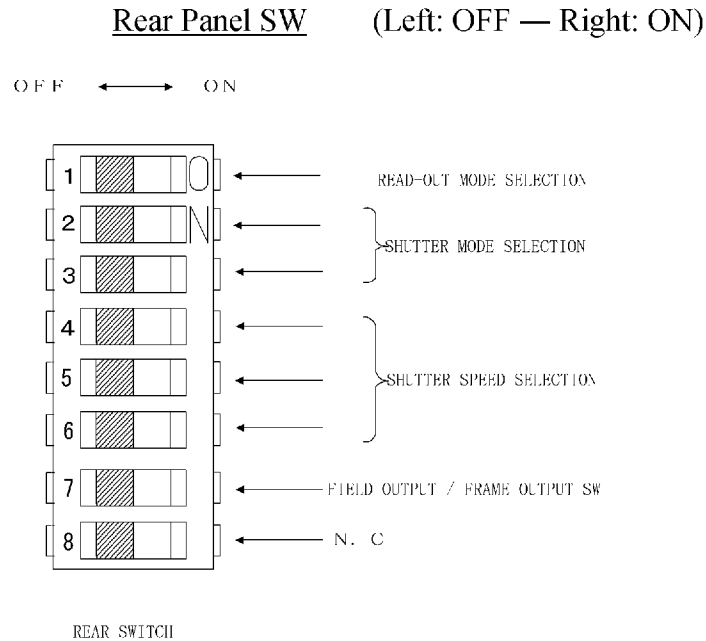 Rear Panel SW (Left: OFF — Right: ON)
OFF ON
1 O READ-OUT MODE SELECTION
2 N
SHUTTER MODE SELECTION
3
4
5 SHUTTER SPEED SELECTION
6
7 FIELD OUTPUT / FRAME OUTPUT SW
8 N. C
REAR SWITCH